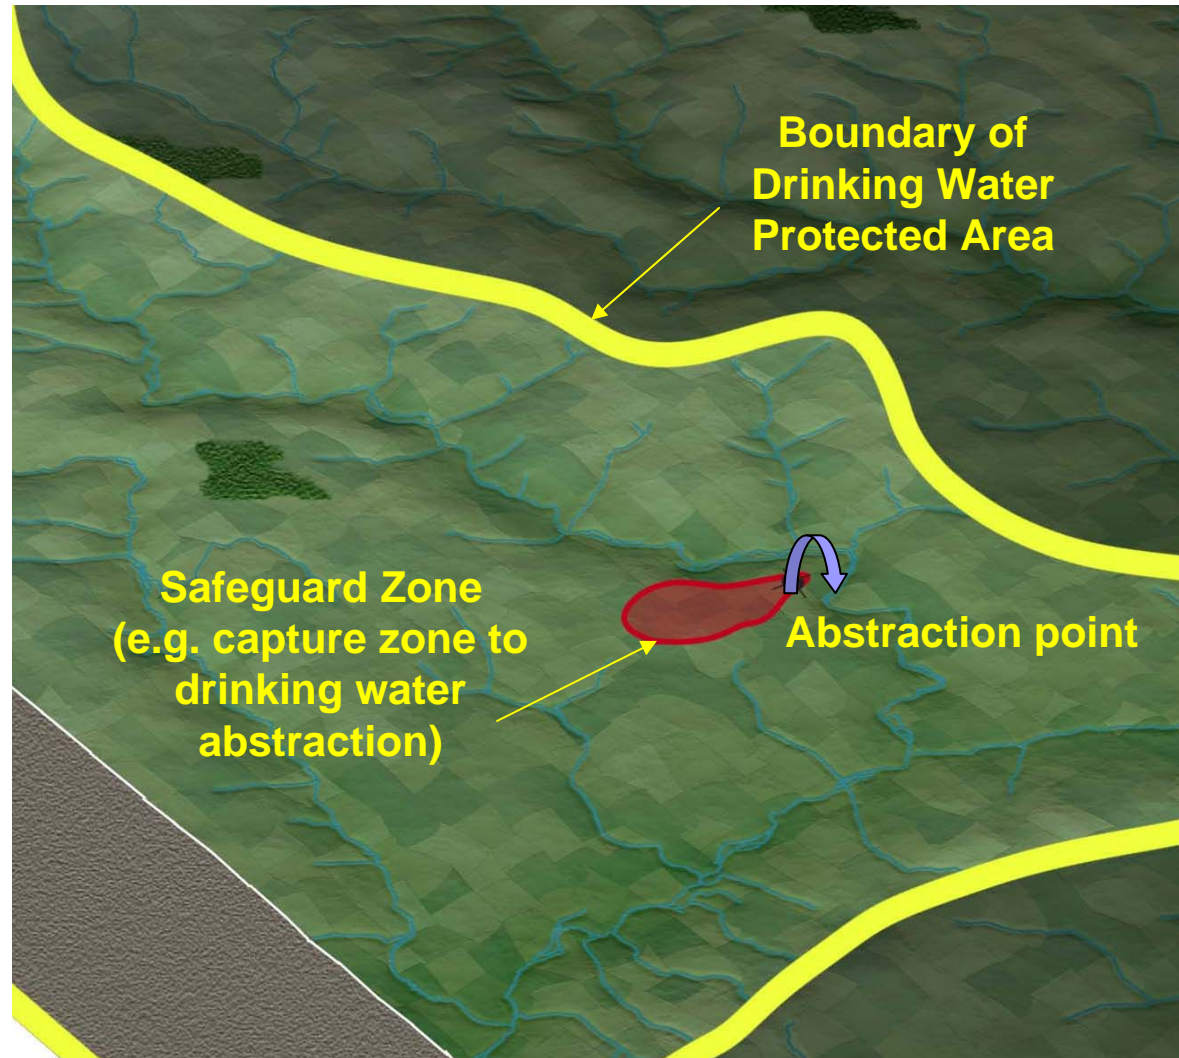 Boundary of
Drinking Water
Protected Area
Safeguard Zone
(e.g. capture zone to
drinking water
abstraction)
Abstraction point